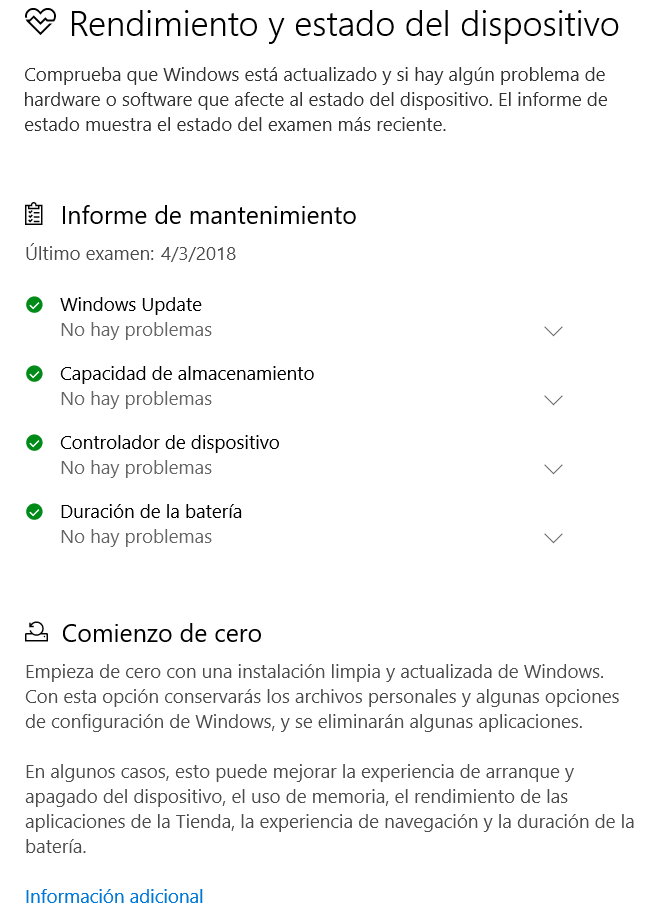 Rendimiento y estado del dispositivo
Comprueba que Windows está actualizado y si hay algún problema de
hardware o software que afecte al estado del dispositivo. El informe de
estado muestra el estado del examen más reciente.
Informe de mantenimiento
Último examen: 4/3/2018
Windows Update
No hay problemas
Capacidad de almacenamiento
No hay problemas
Controlador de dispositivo
No hay problemas
Duración de la batería
No hay problemas
Comienzo de cero
Empieza de cero con una instalación limpia y actualizada de Windows.
Con esta opción conservarás los archivos personales y algunas opciones
de configuración de Windows, y se eliminarán algunas aplicaciones.
En algunos casos, esto puede mejorar la experiencia de arranque y
apagado del dispositivo, el uso de memoria, el rendimiento de las
aplicaciones de la Tienda, la experiencia de navegación y la duración de la
batería.
Información adicional